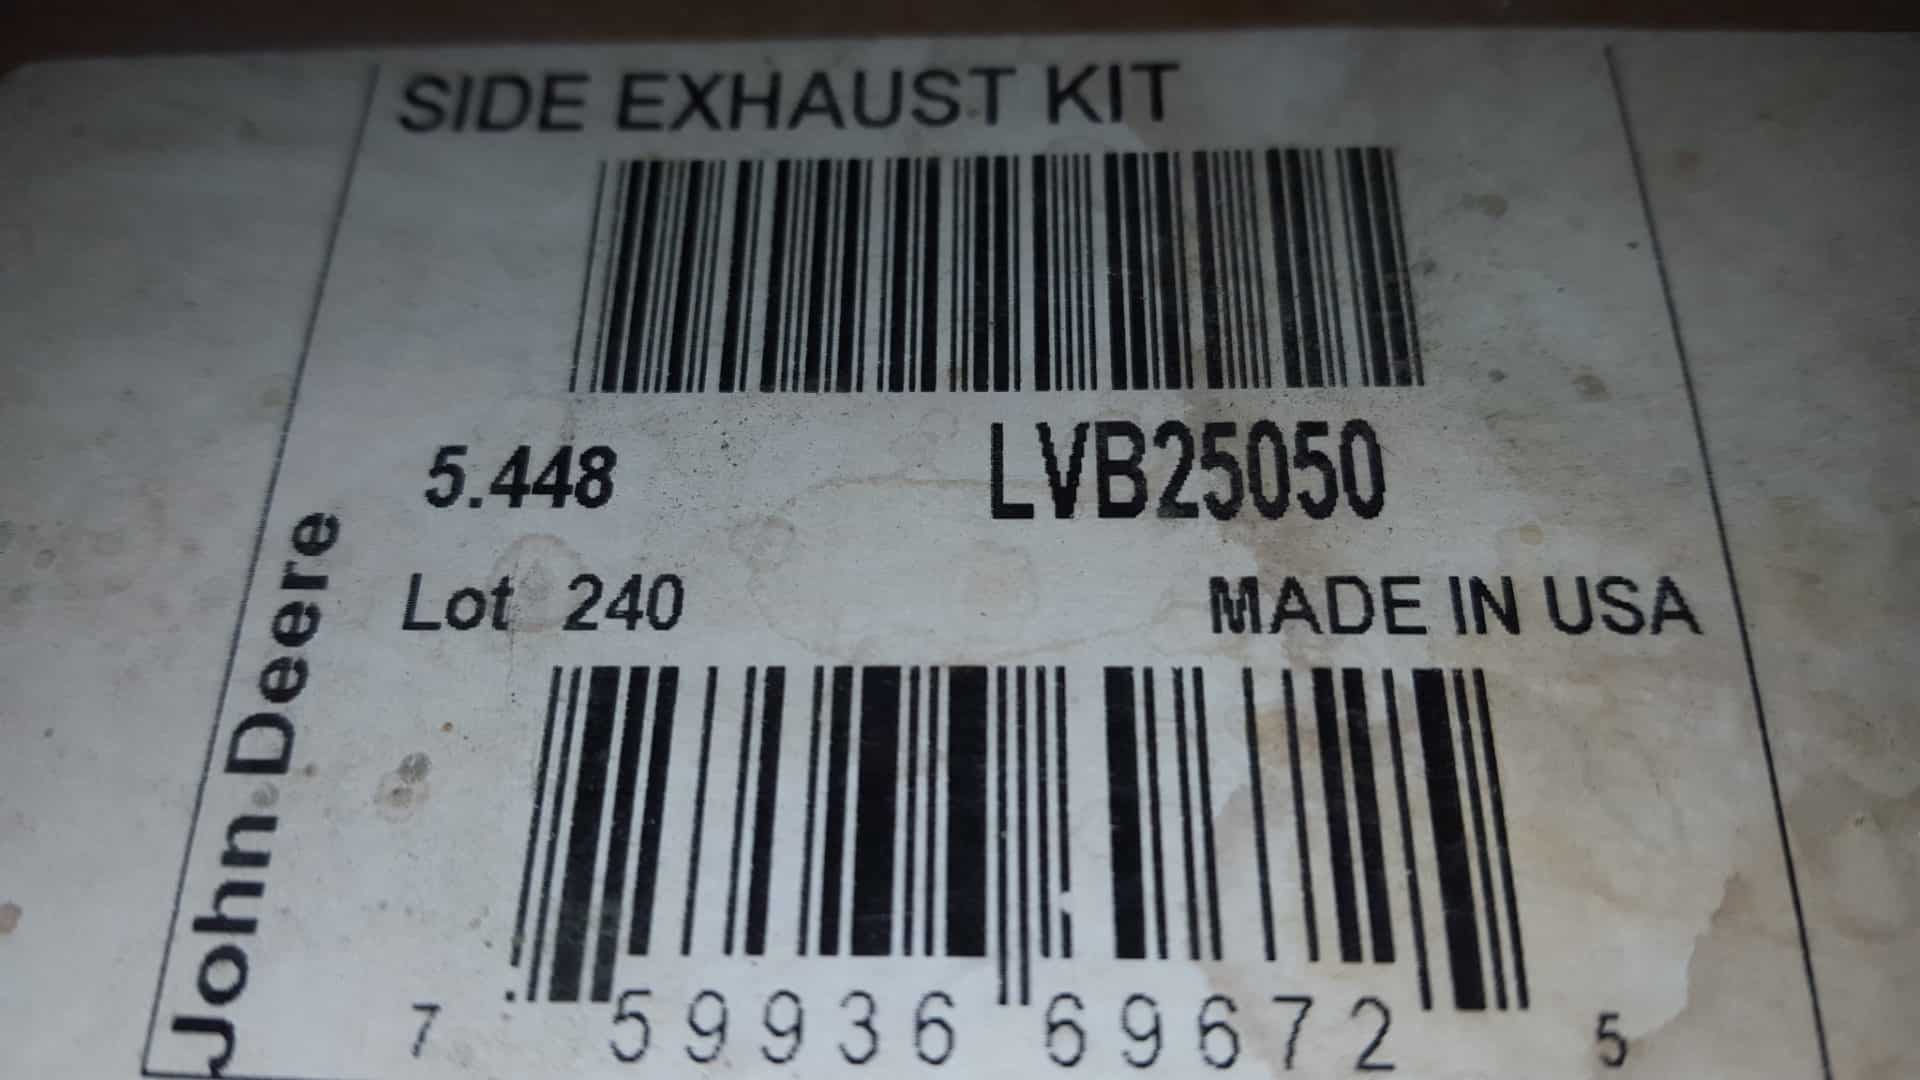 SIDE EXHAUST KIT
5.448 LVB25050
Lot 240 MADE IN USA
John Deere
7 59936 69672 5